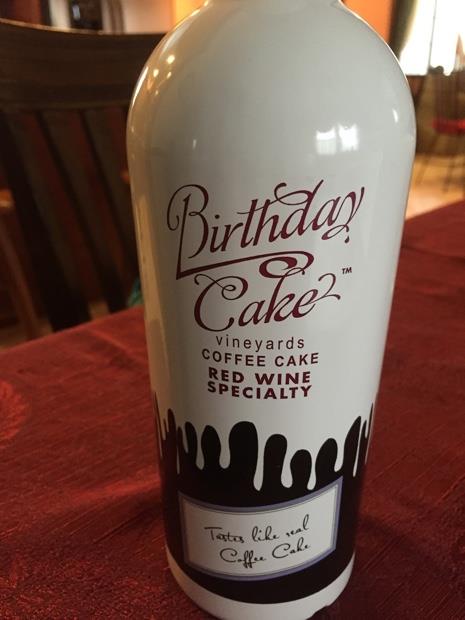 Birthday
Cake™
vineyards
COFFEE CAKE
RED WINE
SPECIALTY
Tastes like real
Coffee Cake